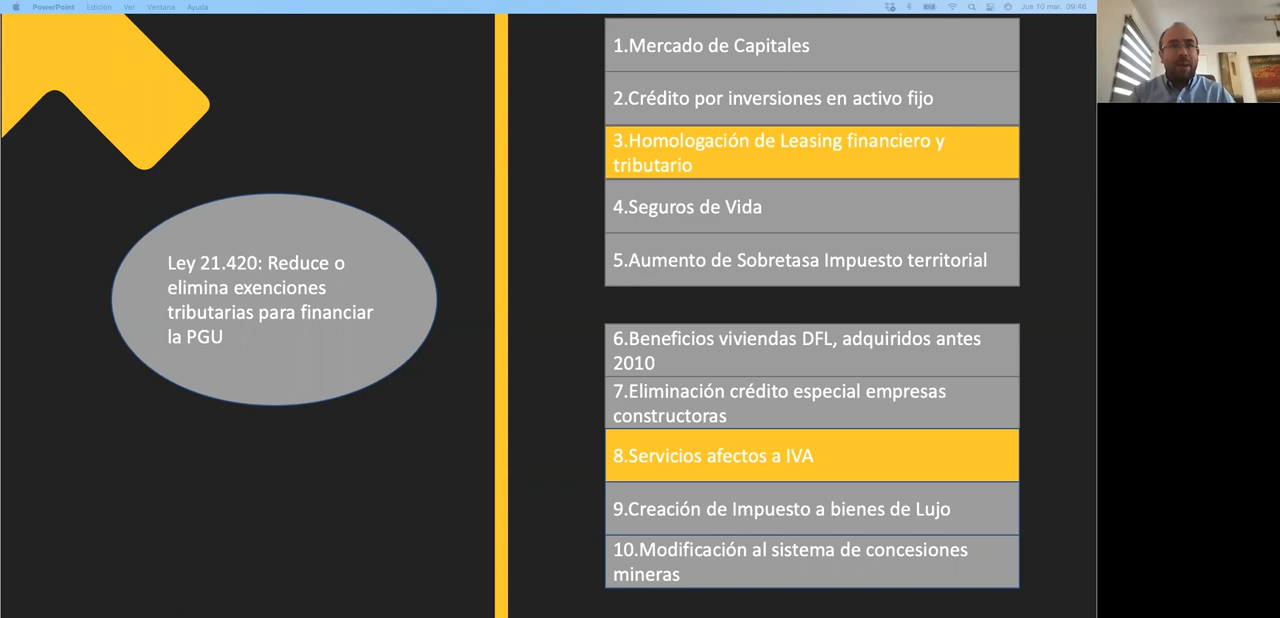 PowerPoint Edición Ver Ventana Ayuda
Jue 10 mar. 09:46
Ley 21.420: Reduce o
elimina exenciones
tributarias para financiar
la PGU
1.Mercado de Capitales
2.Crédito por inversiones en activo fijo
3.Homologación de Leasing financiero y
tributario
4.Seguros de Vida
5.Aumento de Sobretasa Impuesto territorial
6.Beneficios viviendas DFL, adquiridos antes
2010
7.Eliminación crédito especial empresas
constructoras
8.Servicios afectos a IVA
9.Creación de Impuesto a bienes de Lujo
10.Modificación al sistema de concesiones
mineras